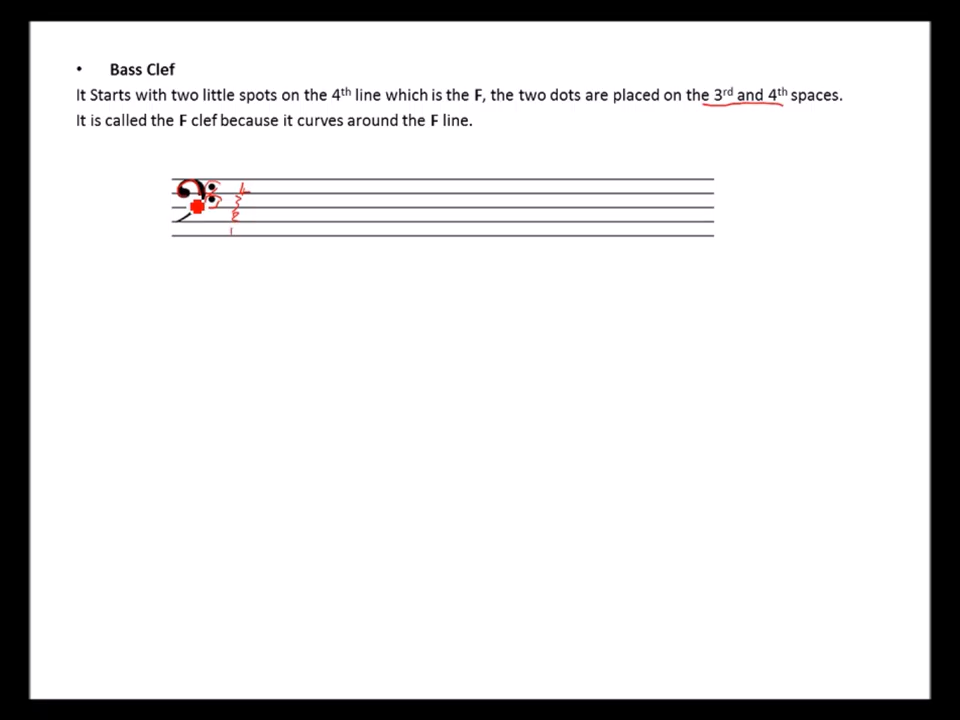 • Bass Clef
It Starts with two little spots on the 4th line which is the F, the two dots are placed on the 3rd and 4th spaces.
It is called the F clef because it curves around the F line.